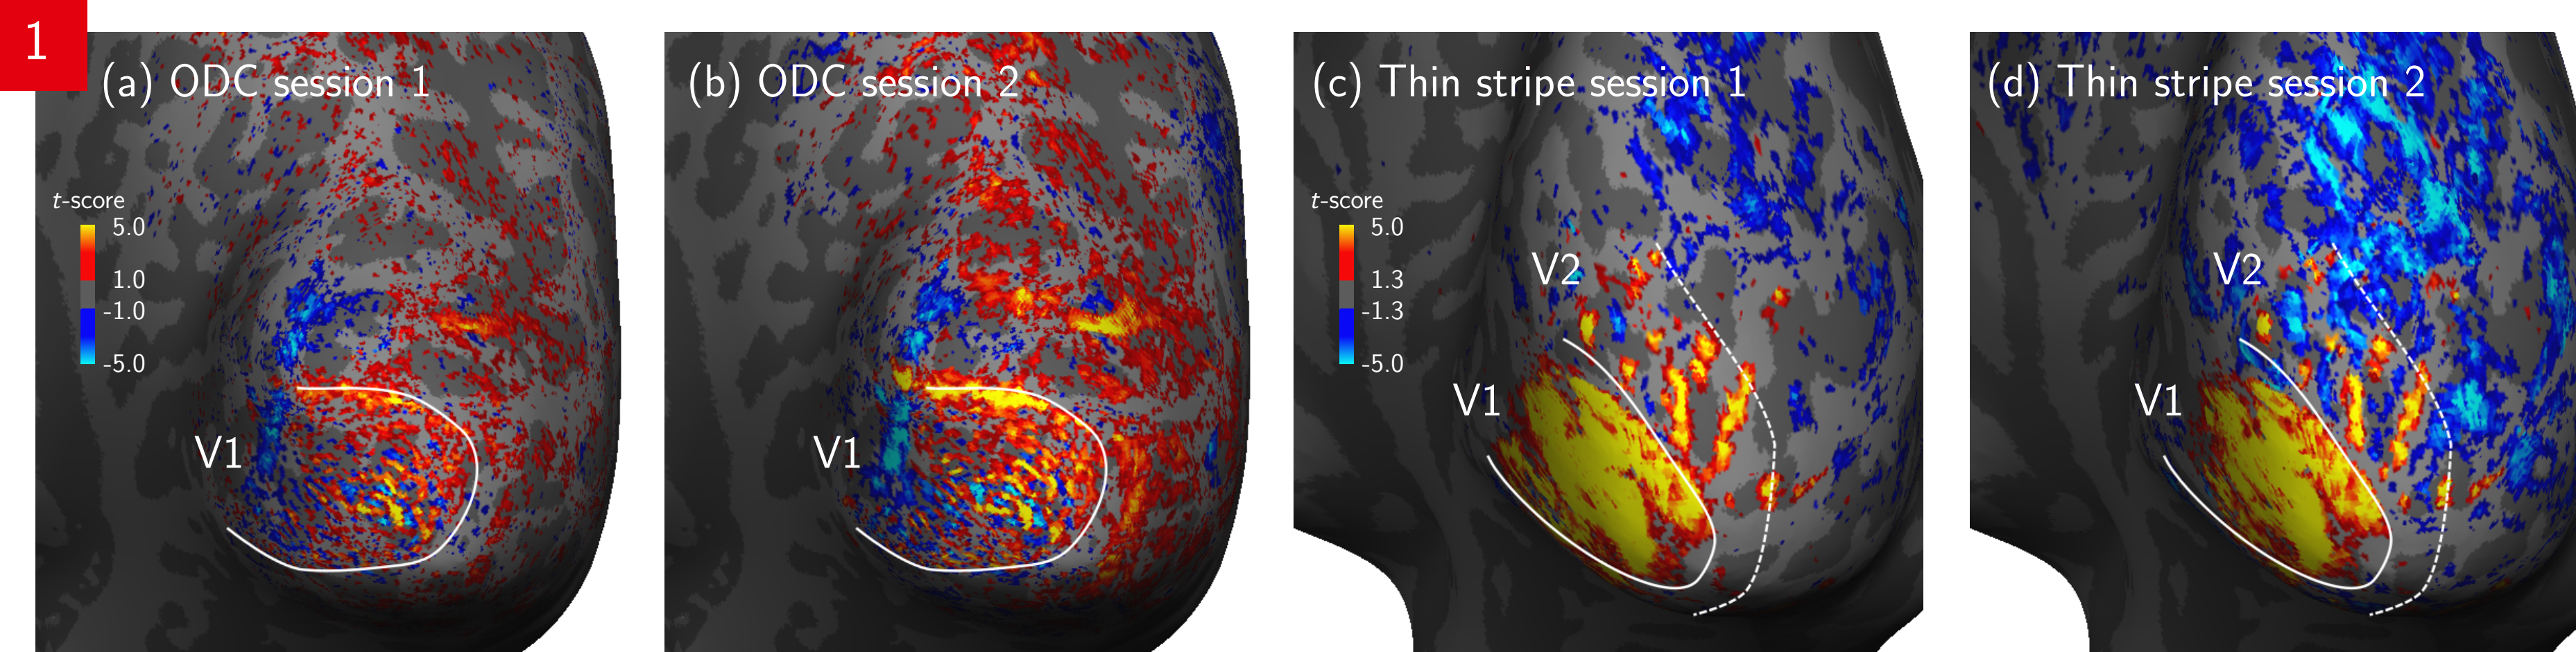 1
(a) ODC session 1
t-score
5.0
1.0
-1.0
-5.0
V1
(b) ODC session 2
V1
(c) Thin stripe session 1
t-score
5.0
1.3
-1.3
-5.0
V2
V1
(d) Thin stripe session 2
V2
V1